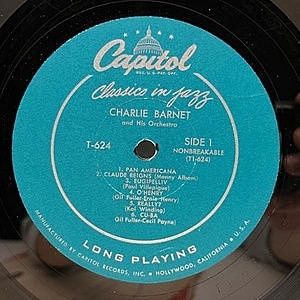 Capitol
REG. U.S. PAT. OFF.
Classics in jazz
CHARLIE BARNET
and His Orchestra
T-624
SIDE 1
NONBREAKABLE
(T1-624)
1. PAN AMERICANA
2. CLAUDE REIGNS (Manny Albam)
3. EUGIPELLIV
(Paul Villepigue)
4. O'HENRY
(Gil Fuller-Ernie-Henry)
5. REALLY?
(Kai Winding)
6. CU-BA
(Gil Fuller-Cecil Payne)
LONG PLAYING
MANUFACTURED BY CAPITOL RECORDS, INC. • HOLLYWOOD, CALIFORNIA • U.S.A.